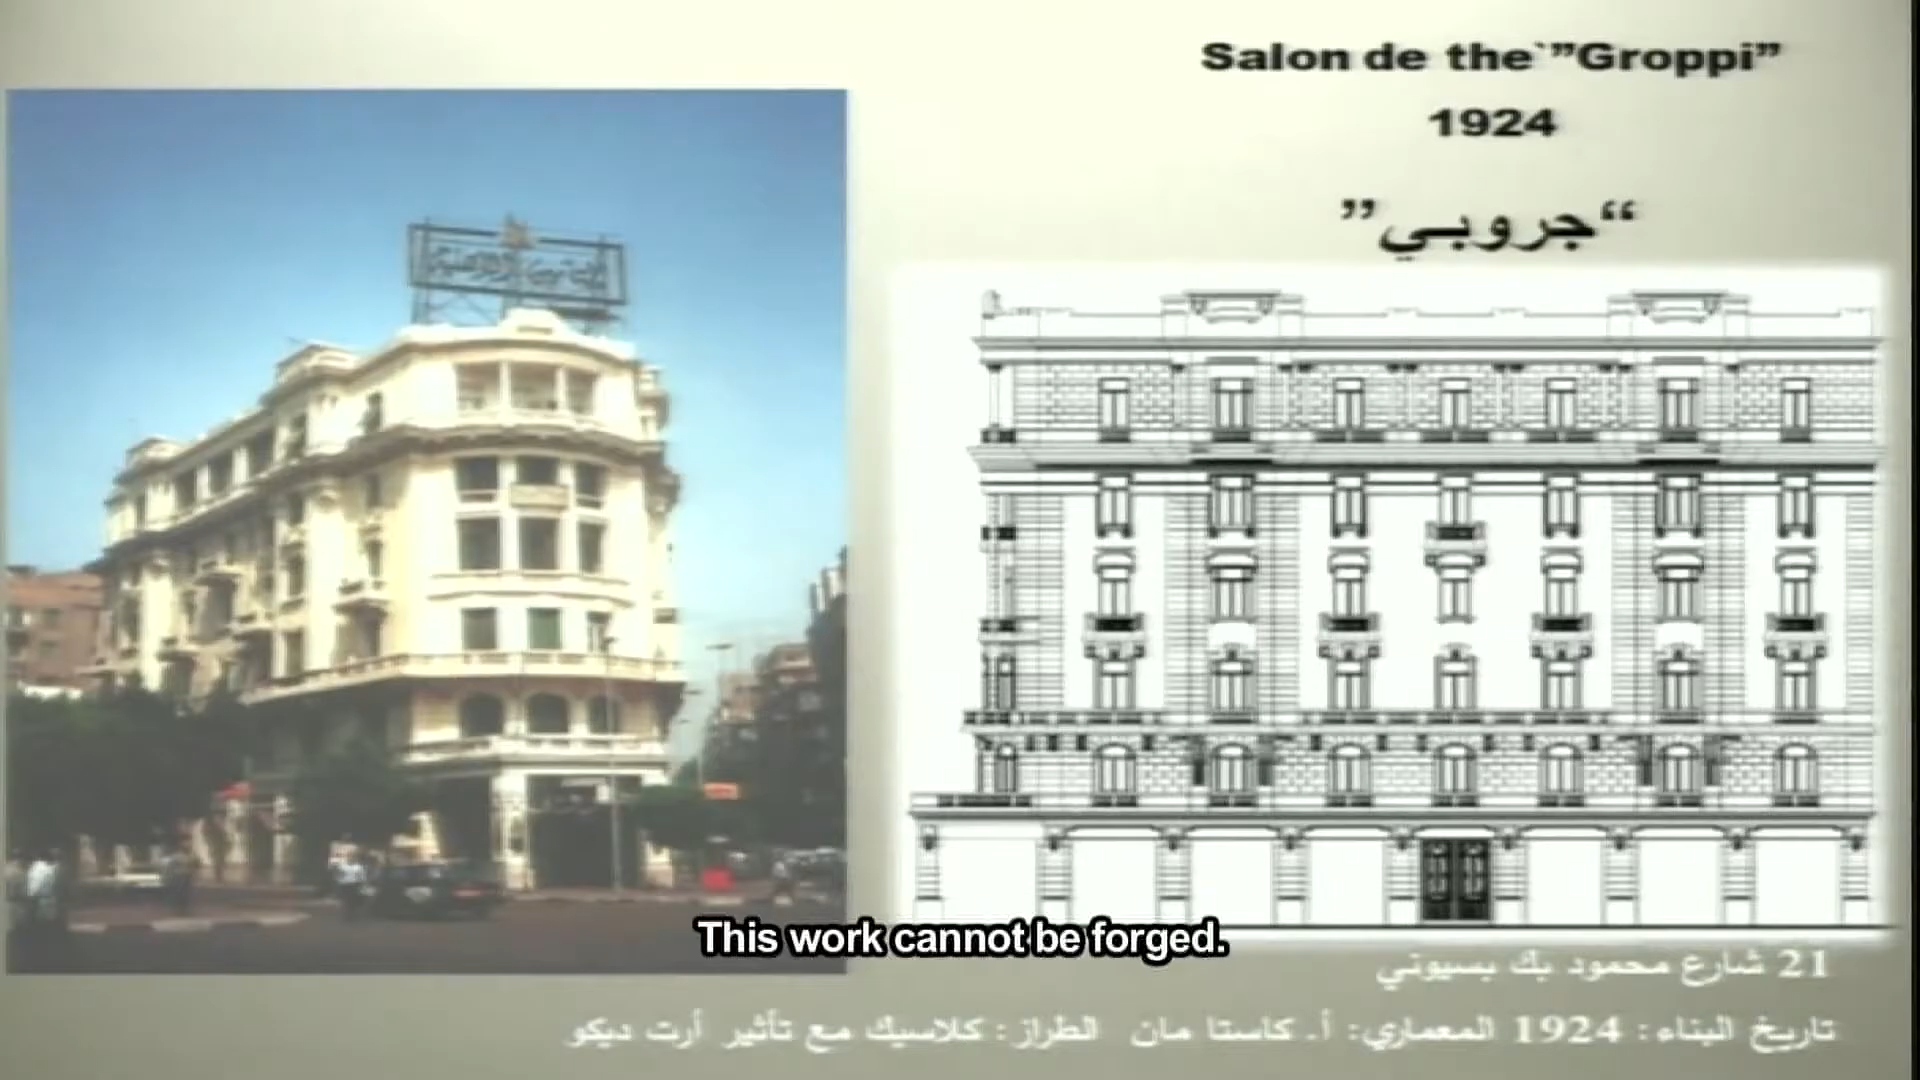 Salon de the`”Groppi”
1924
“جروبي”
This work cannot be forged.
21 شارع محمود بك بسيوني
تاريخ البناء: 1924 المعماري: أ. كاستا مان الطراز: كلاسيك مع تأثير أرت ديكو